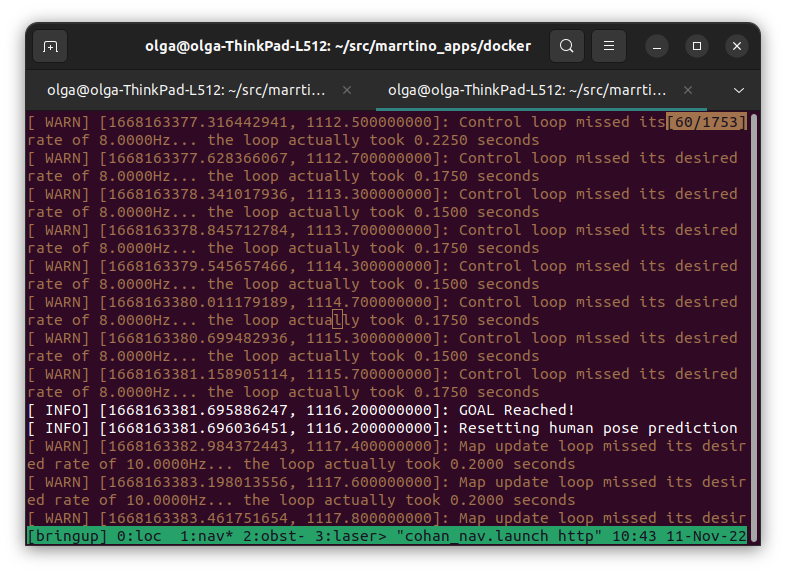 olga@olga-ThinkPad-L512: ~/src/marrtino_apps/docker
olga@olga-ThinkPad-L512: ~/src/marrti...
olga@olga-ThinkPad-L512: ~/src/marrti...
[ WARN] [1668163377.316442941, 1112.500000000]: Control loop missed its[60/1753]
rate of 8.0000Hz... the loop actually took 0.2250 seconds
[ WARN] [1668163377.628366067, 1112.700000000]: Control loop missed its desired
rate of 8.0000Hz... the loop actually took 0.1750 seconds
[ WARN] [1668163378.341017936, 1113.300000000]: Control loop missed its desired
rate of 8.0000Hz... the loop actually took 0.1500 seconds
[ WARN] [1668163378.845712784, 1113.700000000]: Control loop missed its desired
rate of 8.0000Hz... the loop actually took 0.1750 seconds
[ WARN] [1668163379.545657466, 1114.300000000]: Control loop missed its desired
rate of 8.0000Hz... the loop actually took 0.1500 seconds
[ WARN] [1668163380.011179189, 1114.700000000]: Control loop missed its desired
rate of 8.0000Hz... the loop actually took 0.1750 seconds
[ WARN] [1668163380.699482936, 1115.300000000]: Control loop missed its desired
rate of 8.0000Hz... the loop actually took 0.1500 seconds
[ WARN] [1668163381.158905114, 1115.700000000]: Control loop missed its desired
rate of 8.0000Hz... the loop actually took 0.1750 seconds
[ INFO] [1668163381.695886247, 1116.200000000]: GOAL Reached!
[ INFO] [1668163381.696036451, 1116.200000000]: Resetting human pose prediction
[ WARN] [1668163382.984372443, 1117.400000000]: Map update loop missed its desir
ed rate of 10.0000Hz... the loop actually took 0.2000 seconds
[ WARN] [1668163383.198013556, 1117.600000000]: Map update loop missed its desir
ed rate of 10.0000Hz... the loop actually took 0.2000 seconds
[ WARN] [1668163383.461751654, 1117.800000000]: Map update loop missed its desir
[bringup] 0:loc  1:nav* 2:obst- 3:laser> "cohan_nav.launch http" 10:43 11-Nov-22